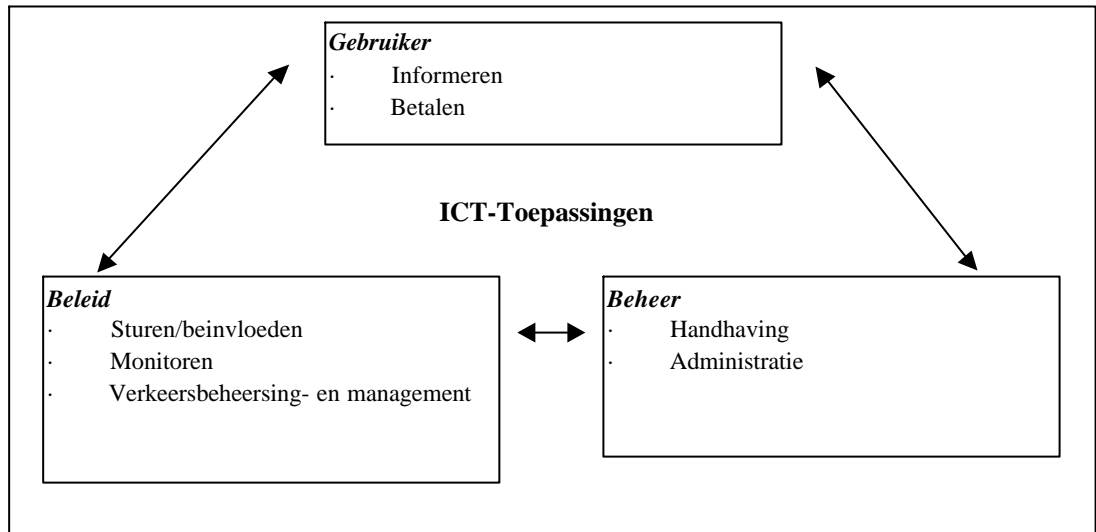 Gebruiker
· Informeren
· Betalen
ICT-Toepassingen
Beleid
· Sturen/beinvloeden
· Monitoren
· Verkeersbeheersing- en management
Beheer
· Handhaving
· Administratie